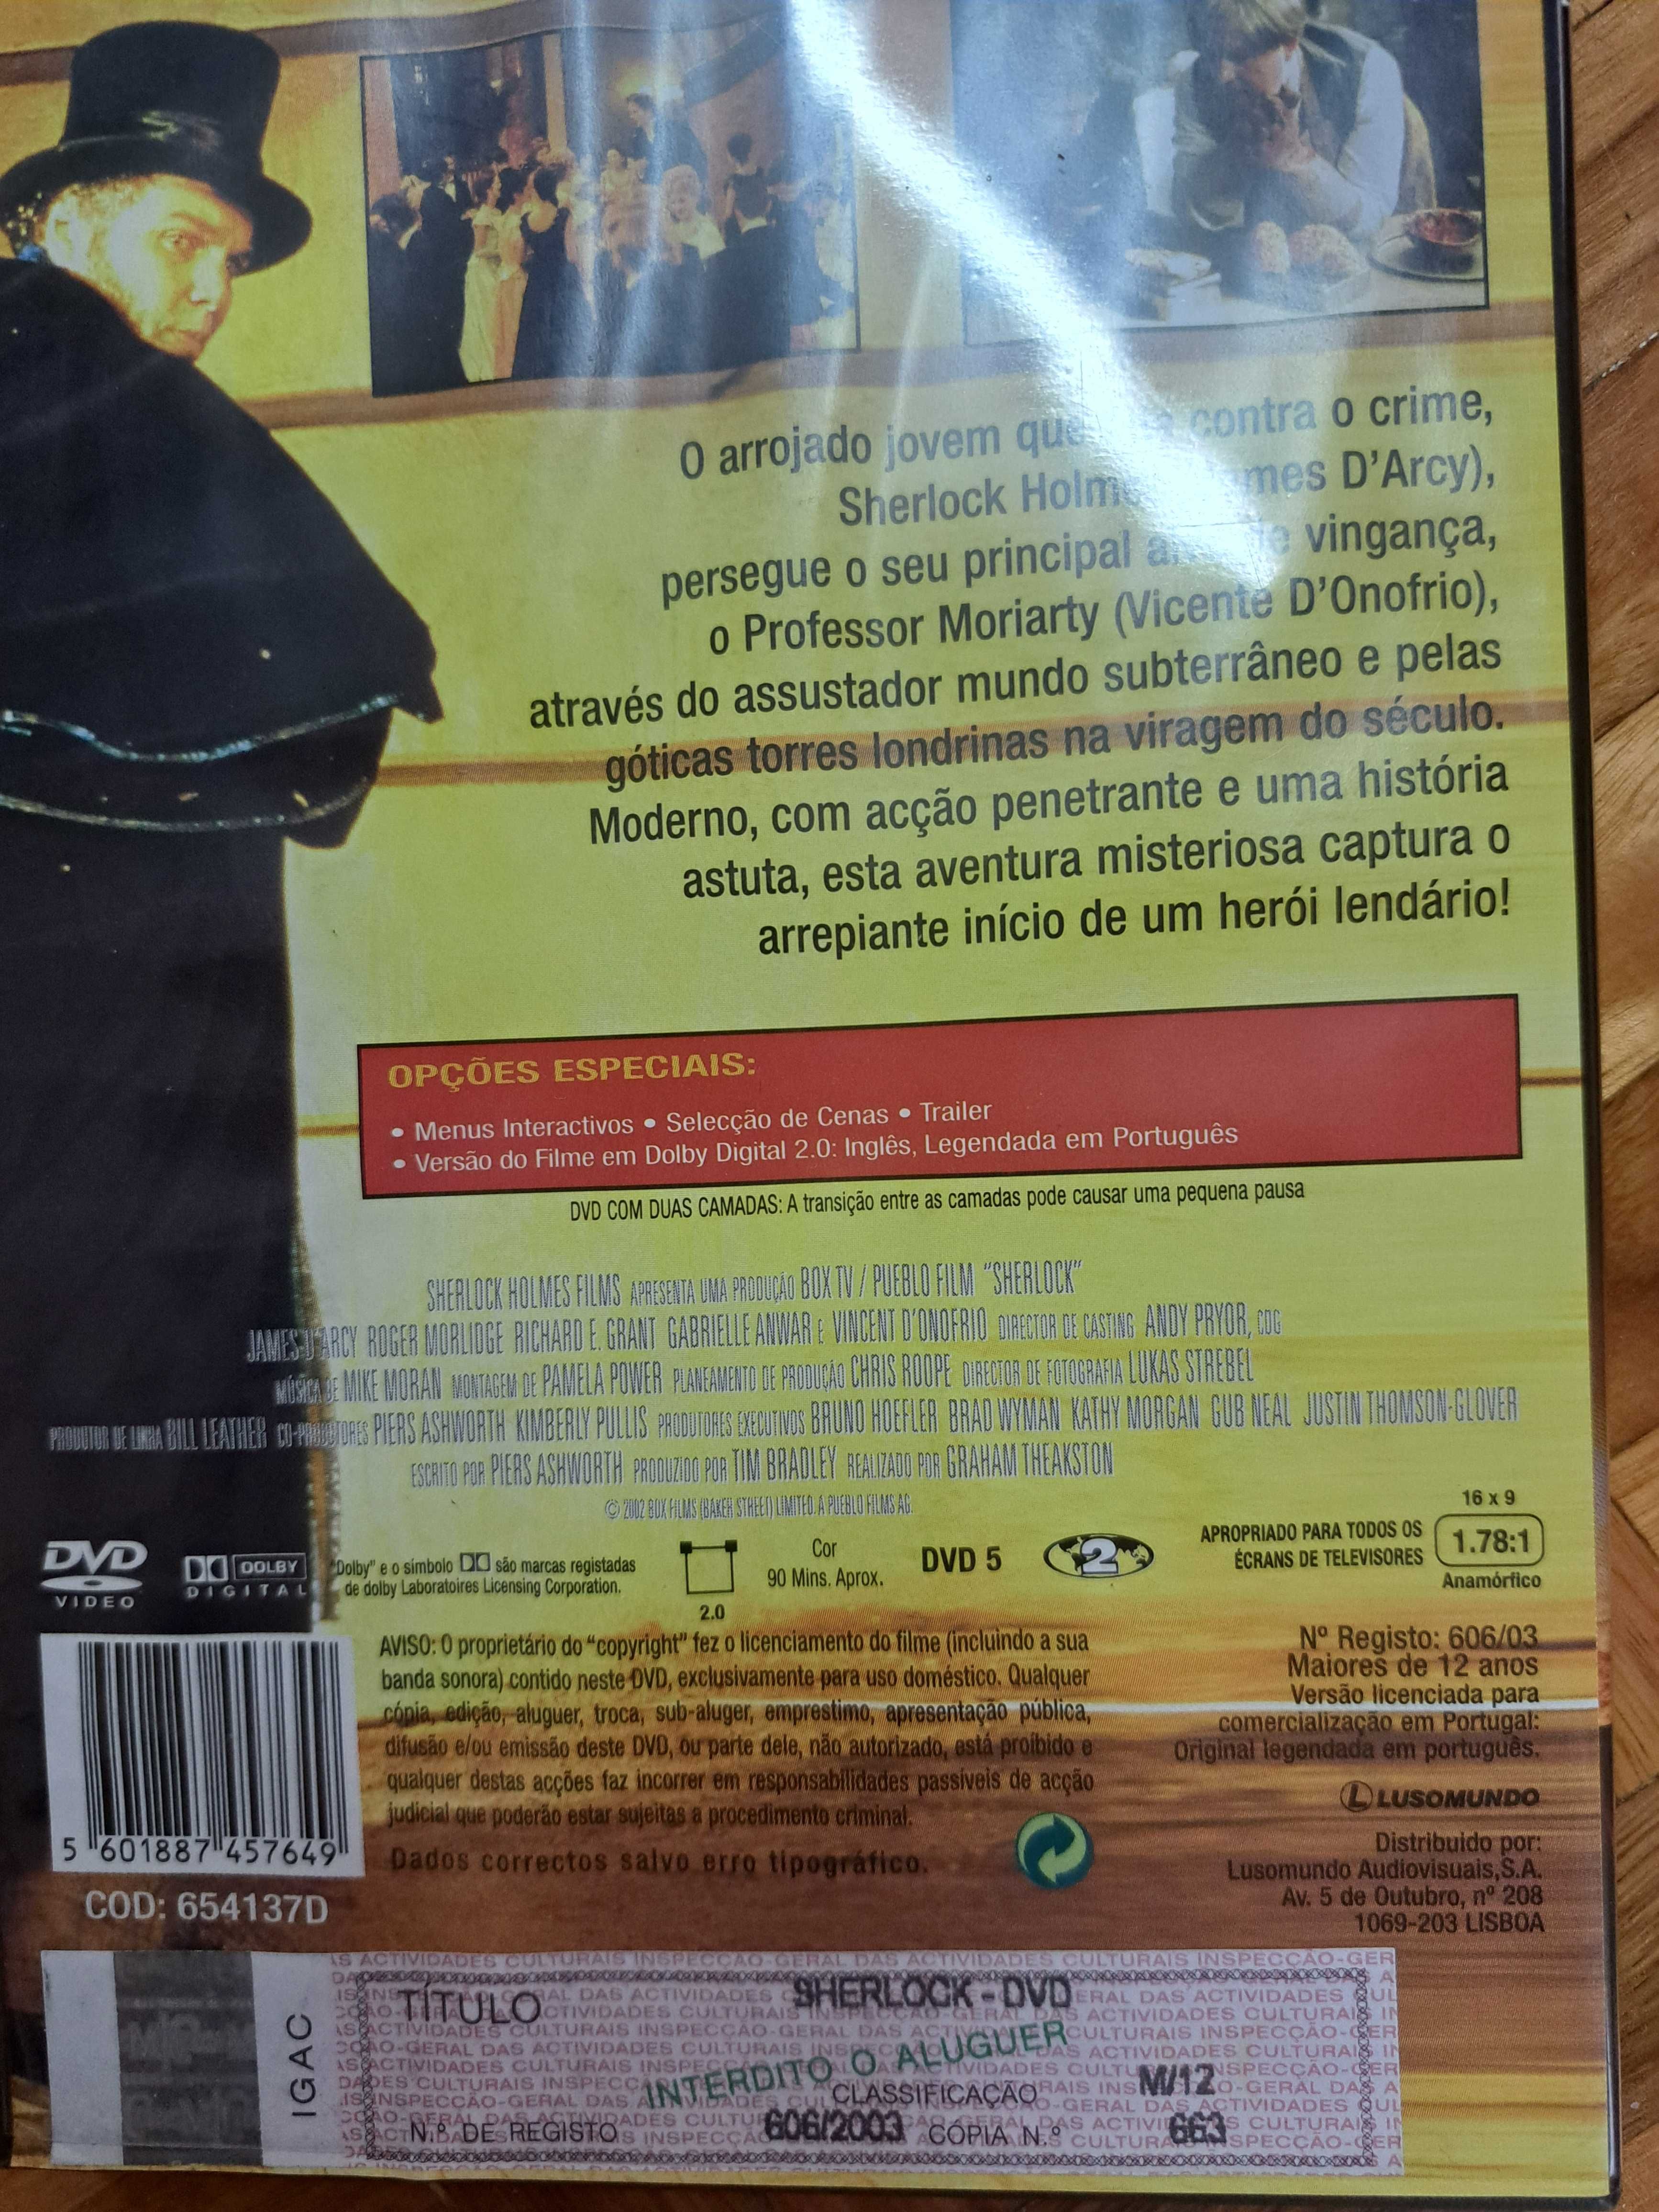 O arrojado jovem que contra o crime,
Sherlock D'Arcy),
persegue o seu principal vingança,
o Professor Moriarty (Vicente D'Onofrio),
através do assustador mundo subterrâneo e pelas
góticas torres londrinas na viragem do século.
Moderno, com acção penetrante e uma história
astuta, esta aventura misteriosa captura o
arrepiante início de um herói lendário!
OPÇÕES ESPECIAIS:
• Menus Interactivos • Selecção de Cenas • Trailer
• Versão do Filme em Dolby Digital 2.0: Inglês, Legendada em Português
DVD COM DUAS CAMADAS: A transição entre as camadas pode causar uma pequena pausa
SHERLOCK HOLMES FILMS APRESENTA UMA PRODUÇÃO BOX TV / PUEBLO FILM "SHERLOCK"
JAMES D'ARCY ROGER MORLIDGE RICHARD E. GRANT GABRIELLE ANWAR E VINCENT D'ONOFRIO DIRECTOR DE CASTING ANDY PRYOR, CDG
MÚSICA DE MIKE MORAN MONTAGEM DE PAMELA POWER PLANEAMENTO DE PRODUÇÃO CHRIS ROOPE DIRECTOR DE FOTOGRAFIA LUKAS STREBEL
PRODUTOR DE LINHA BILL LEATHER CO-PRODUTORES PIERS ASHWORTH KIMBERLY PULLIS PRODUTORES EXECUTIVOS BRUNO HOEFLER BRAD WYMAN KATHY MORGAN GUB NEAL JUSTIN THOMSON-GLOVER
ESCRITO POR PIERS ASHWORTH PRODUZIDO POR TIM BRADLEY REALIZADO POR GRAHAM THEAKSTON
© 2002 BOX FILMS (BAKER STREET) LIMITED. A PUEBLO FILMS AG.
DVD
VIDEO
DOLBY
DIGITAL
"Dolby" e o símbolo são marcas registadas
de dolby Laboratoires Licensing Corporation.
2.0
Cor
90 Mins. Aprox.
DVD 5
2
APROPRIADO PARA TODOS OS
ÉCRANS DE TELEVISORES
16 x 9
1.78:1
Anamórfico
AVISO: O proprietário do "copyright" fez o licenciamento do filme (incluindo a sua
banda sonora) contido neste DVD, exclusivamente para uso doméstico. Qualquer
cópia, edição, aluguer, troca, sub-aluger, emprestimo, apresentação pública,
difusão e/ou emissão deste DVD, ou parte dele, não autorizado, está proibido e
qualquer destas acções faz incorrer em responsabilidades passíveis de acção
judicial que poderão estar sujeitas a procedimento criminal.
Dados correctos salvo erro tipográfico.
Nº Registo: 606/03
Maiores de 12 anos
Versão licenciada para
comercialização em Portugal:
Original legendada em português.
LUSOMUNDO
Distribuido por:
Lusomundo Audiovisuais,S.A.
Av. 5 de Outubro, nº 208
1069-203 LISBOA
5 601887 457649
COD: 654137D
IGAC
TÍTULO SHERLOCK - DVD
INTERDITO O ALUGUER
CLASSIFICAÇÃO M/12
N.º DE REGISTO 606/2003 CÓPIA N.º 663